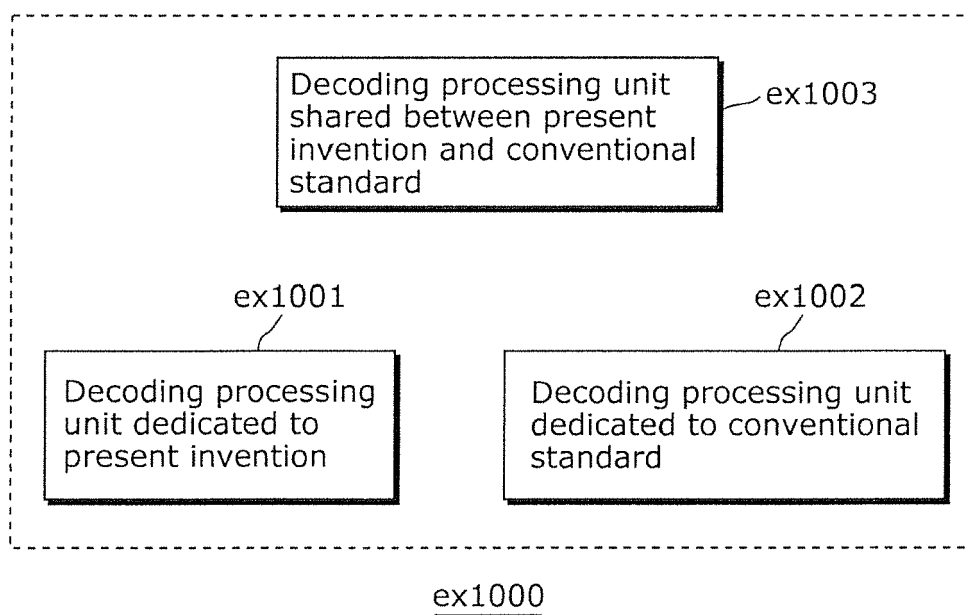 Decoding processing unit
shared between present
invention and conventional
standard
ex1003
ex1001
Decoding processing
unit dedicated to
present invention
ex1002
Decoding processing unit
dedicated to conventional
standard
ex1000